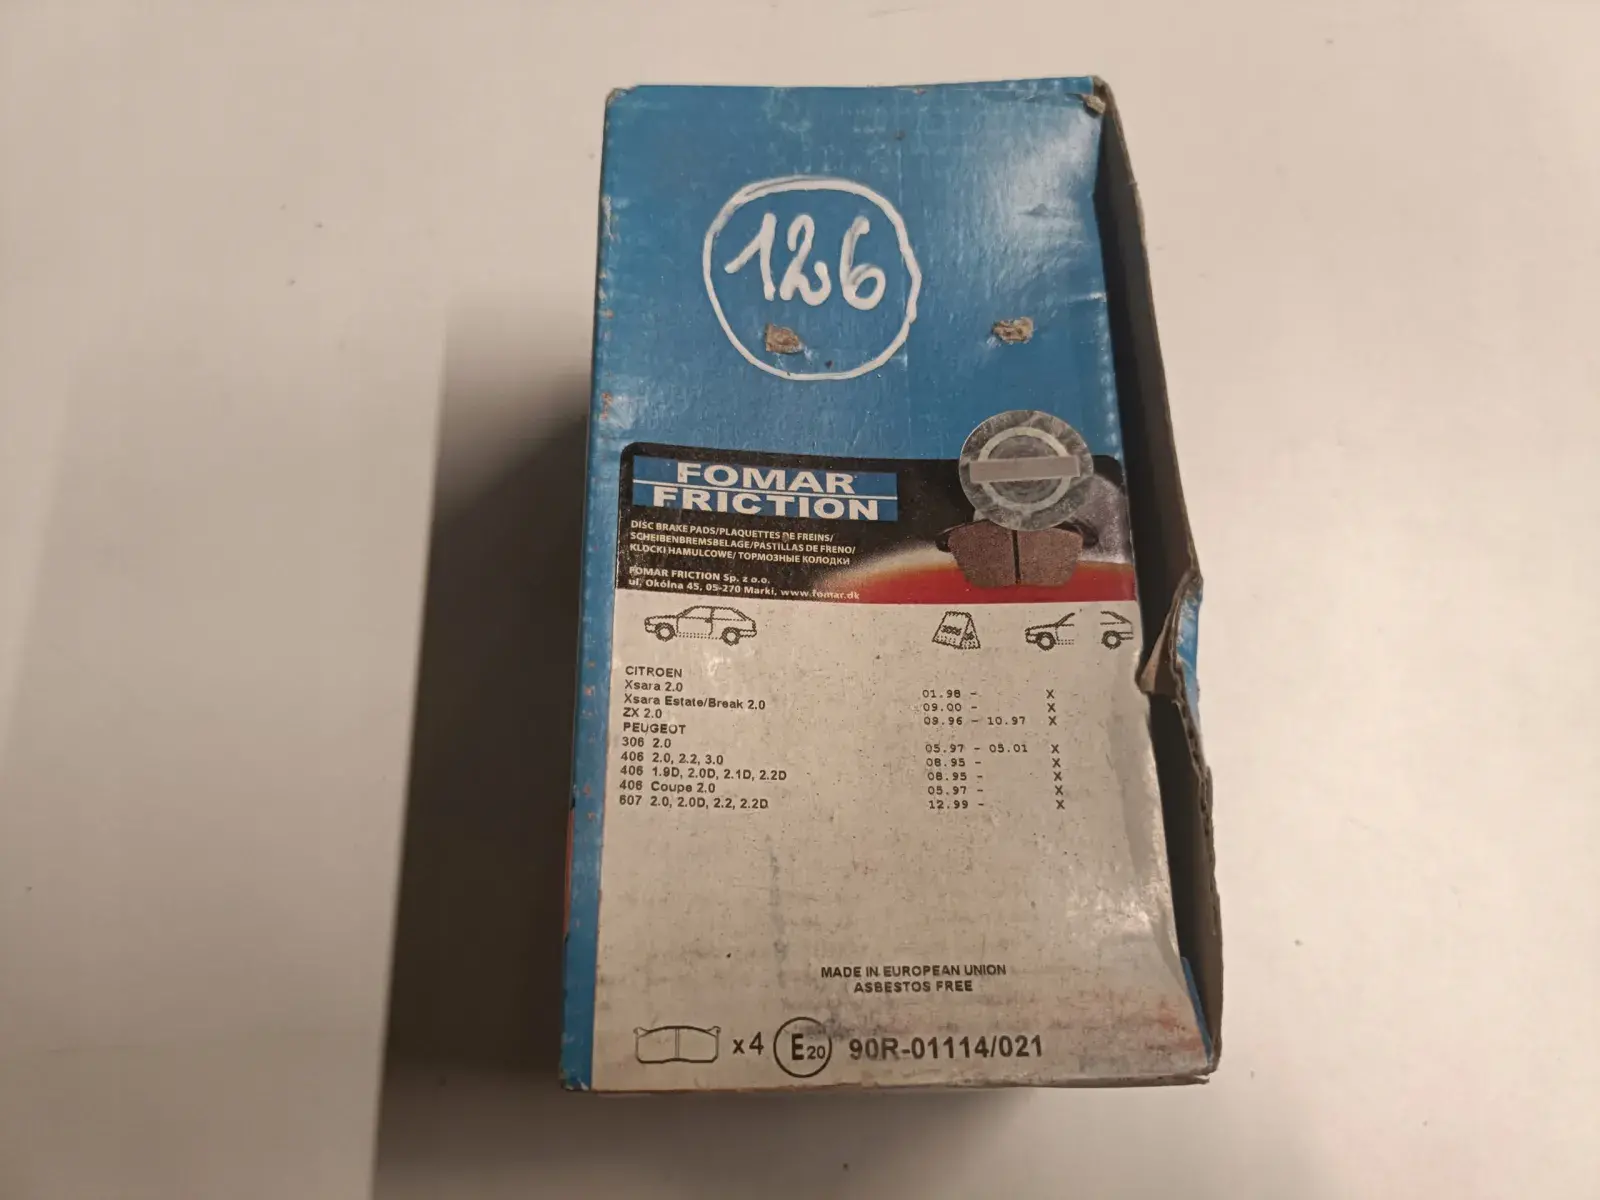 126
FOMAR
FRICTION
DISC BRAKE PADS/PLAQUETTES DE FREINS/
SCHEIBENBREMSBELAGE/PASTILLAS DE FRENO/
KLOCKI HAMULCOWE/ ТОРМОЗНЫЕ КОЛОДКИ
FOMAR FRICTION Sp. z o.o.
ul. Okólna 45, 05-270 Marki, www.fomar.dk
CITROEN
Xsara 2.0 01.98 - X
Xsara Estate/Break 2.0 09.00 - X
ZX 2.0 09.96 - 10.97 X
PEUGEOT
306 2.0 05.97 - 05.01 X
406 2.0, 2.2, 3.0 08.95 - X
406 1.9D, 2.0D, 2.1D, 2.2D 08.95 - X
406 Coupe 2.0 05.97 - X
607 2.0, 2.0D, 2.2, 2.2D 12.99 - X
MADE IN EUROPEAN UNION
ASBESTOS FREE
x4 E20 90R-01114/021